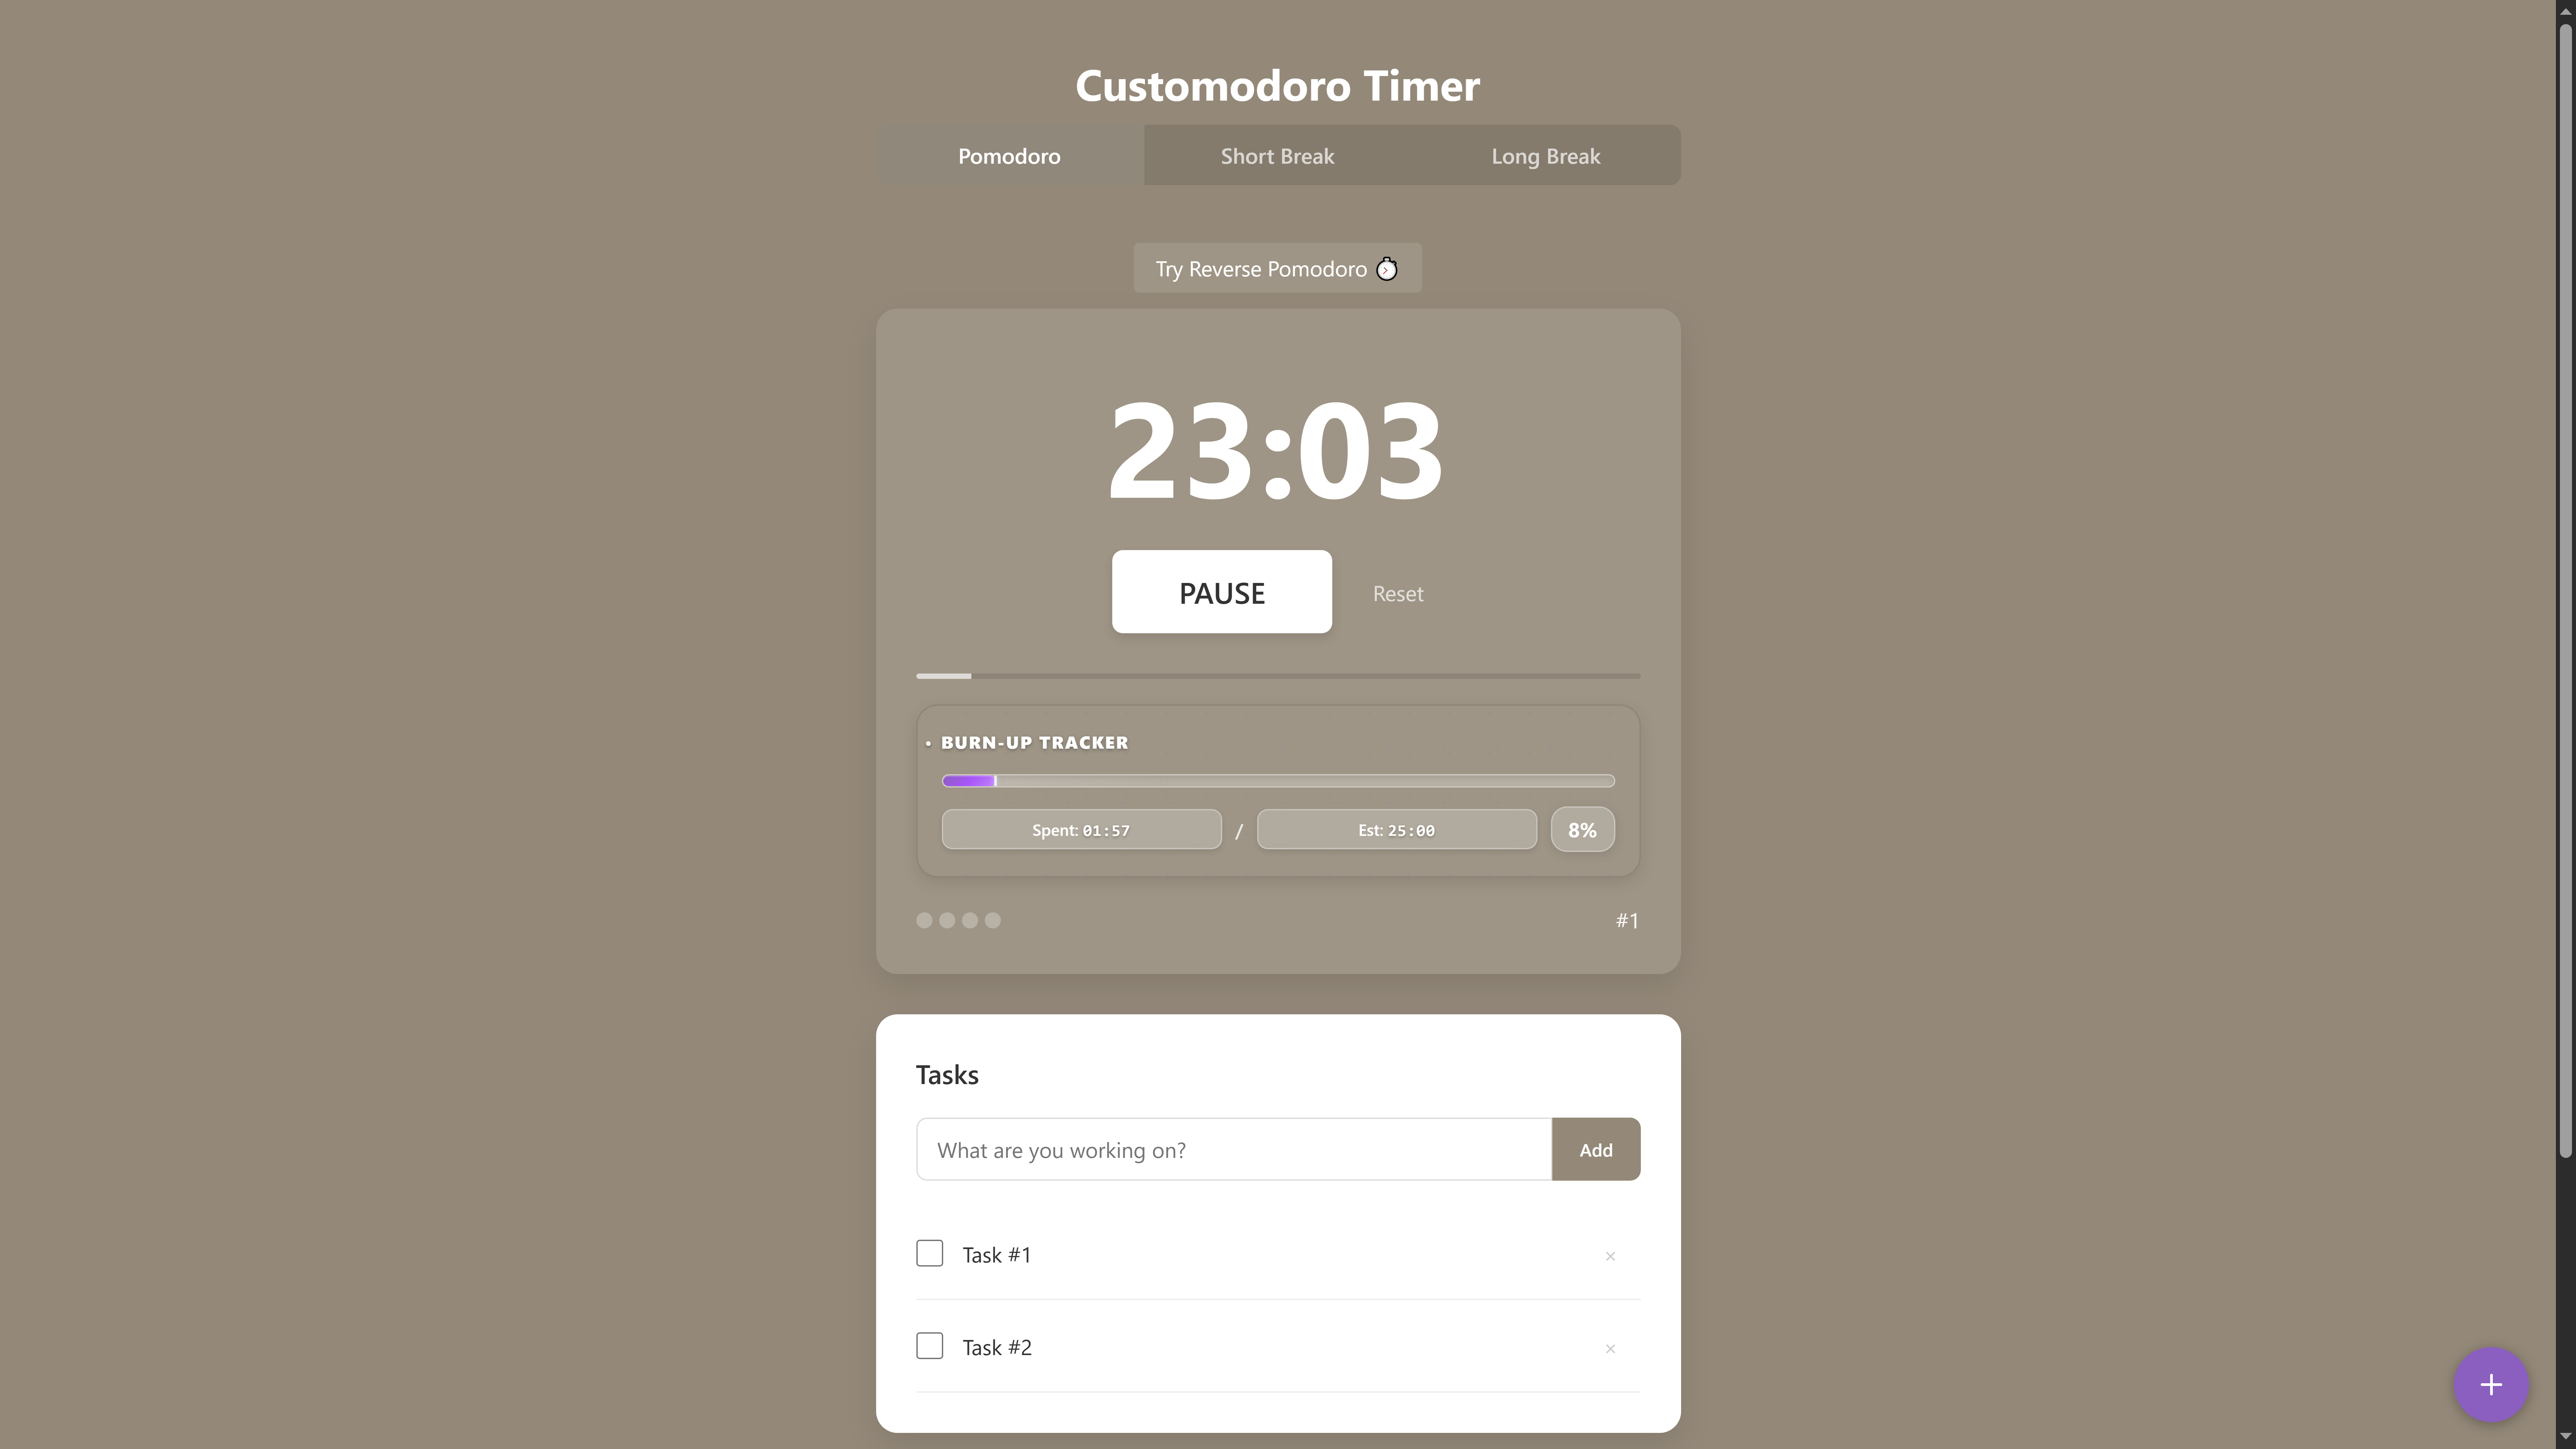 Customodoro Timer
Pomodoro Short Break Long Break
Try Reverse Pomodoro
23:03
PAUSE Reset
• BURN-UP TRACKER
Spent: 01:57 / Est: 25:00 8%
#1
Tasks
What are you working on? Add
Task #1 ×
Task #2 ×
+